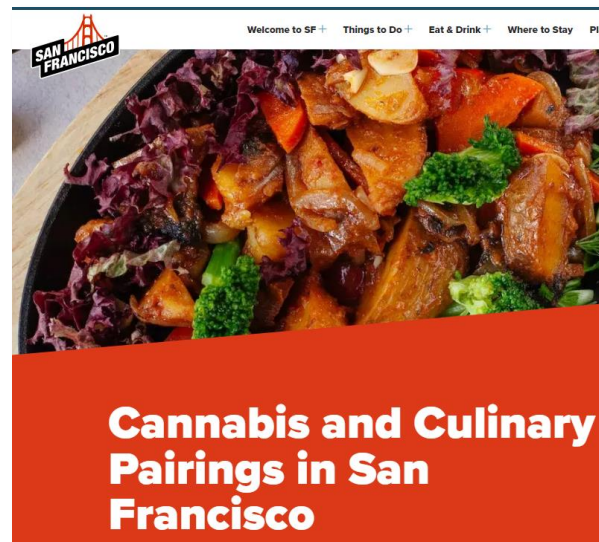 SAN FRANCISCO
Welcome to SF + Things to Do + Eat & Drink + Where to Stay
Cannabis and Culinary
Pairings in San
Francisco